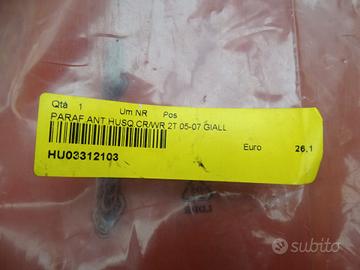 Qtà 1 Um NR Pos
PARAF.ANT.HUSQ.CR/WR 2T 05-07 GIALL
HU03312103
Euro 26.1
subito